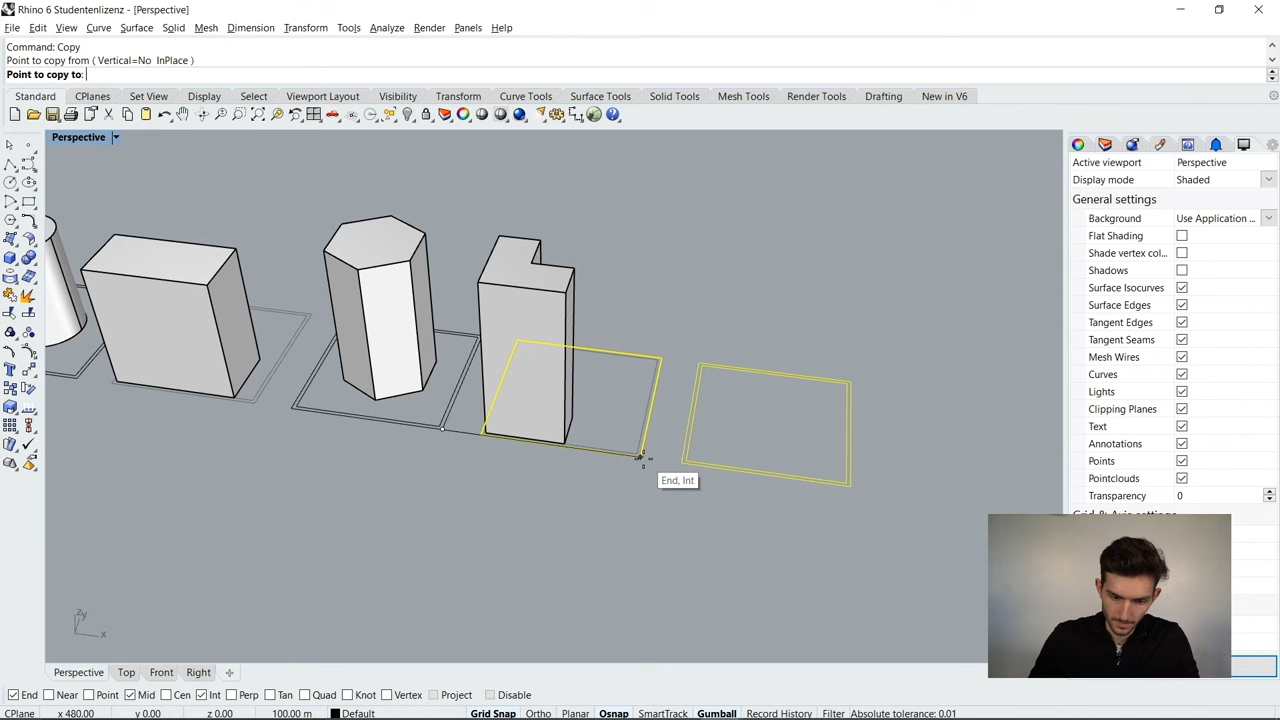 Rhino 6 Studentenlizenz - [Perspective]
File Edit View Curve Surface Solid Mesh Dimension Transform Tools Analyze Render Panels Help
Command: Copy
Point to copy from ( Vertical=No InPlace )
Point to copy to:
Standard CPlanes Set View Display Select Viewport Layout Visibility Transform Curve Tools Surface Tools Solid Tools Mesh Tools Render Tools Drafting New in V6
Perspective
Active viewport Perspective
Display mode Shaded
General settings
Background Use Application ...
Flat Shading
Shade vertex col...
Shadows
Surface Isocurves
Surface Edges
Tangent Edges
Tangent Seams
Mesh Wires
Curves
Lights
Clipping Planes
Text
Annotations
Points
Pointclouds
Transparency 0
End, Int
Zy
x
Perspective Top Front Right
End Near Point Mid Cen Int Perp Tan Quad Knot Vertex Project Disable
CPlane x 480.00 y 0.00 z 0.00 100.00 m Default Grid Snap Ortho Planar Osnap SmartTrack Gumball Record History Filter Absolute tolerance: 0.01